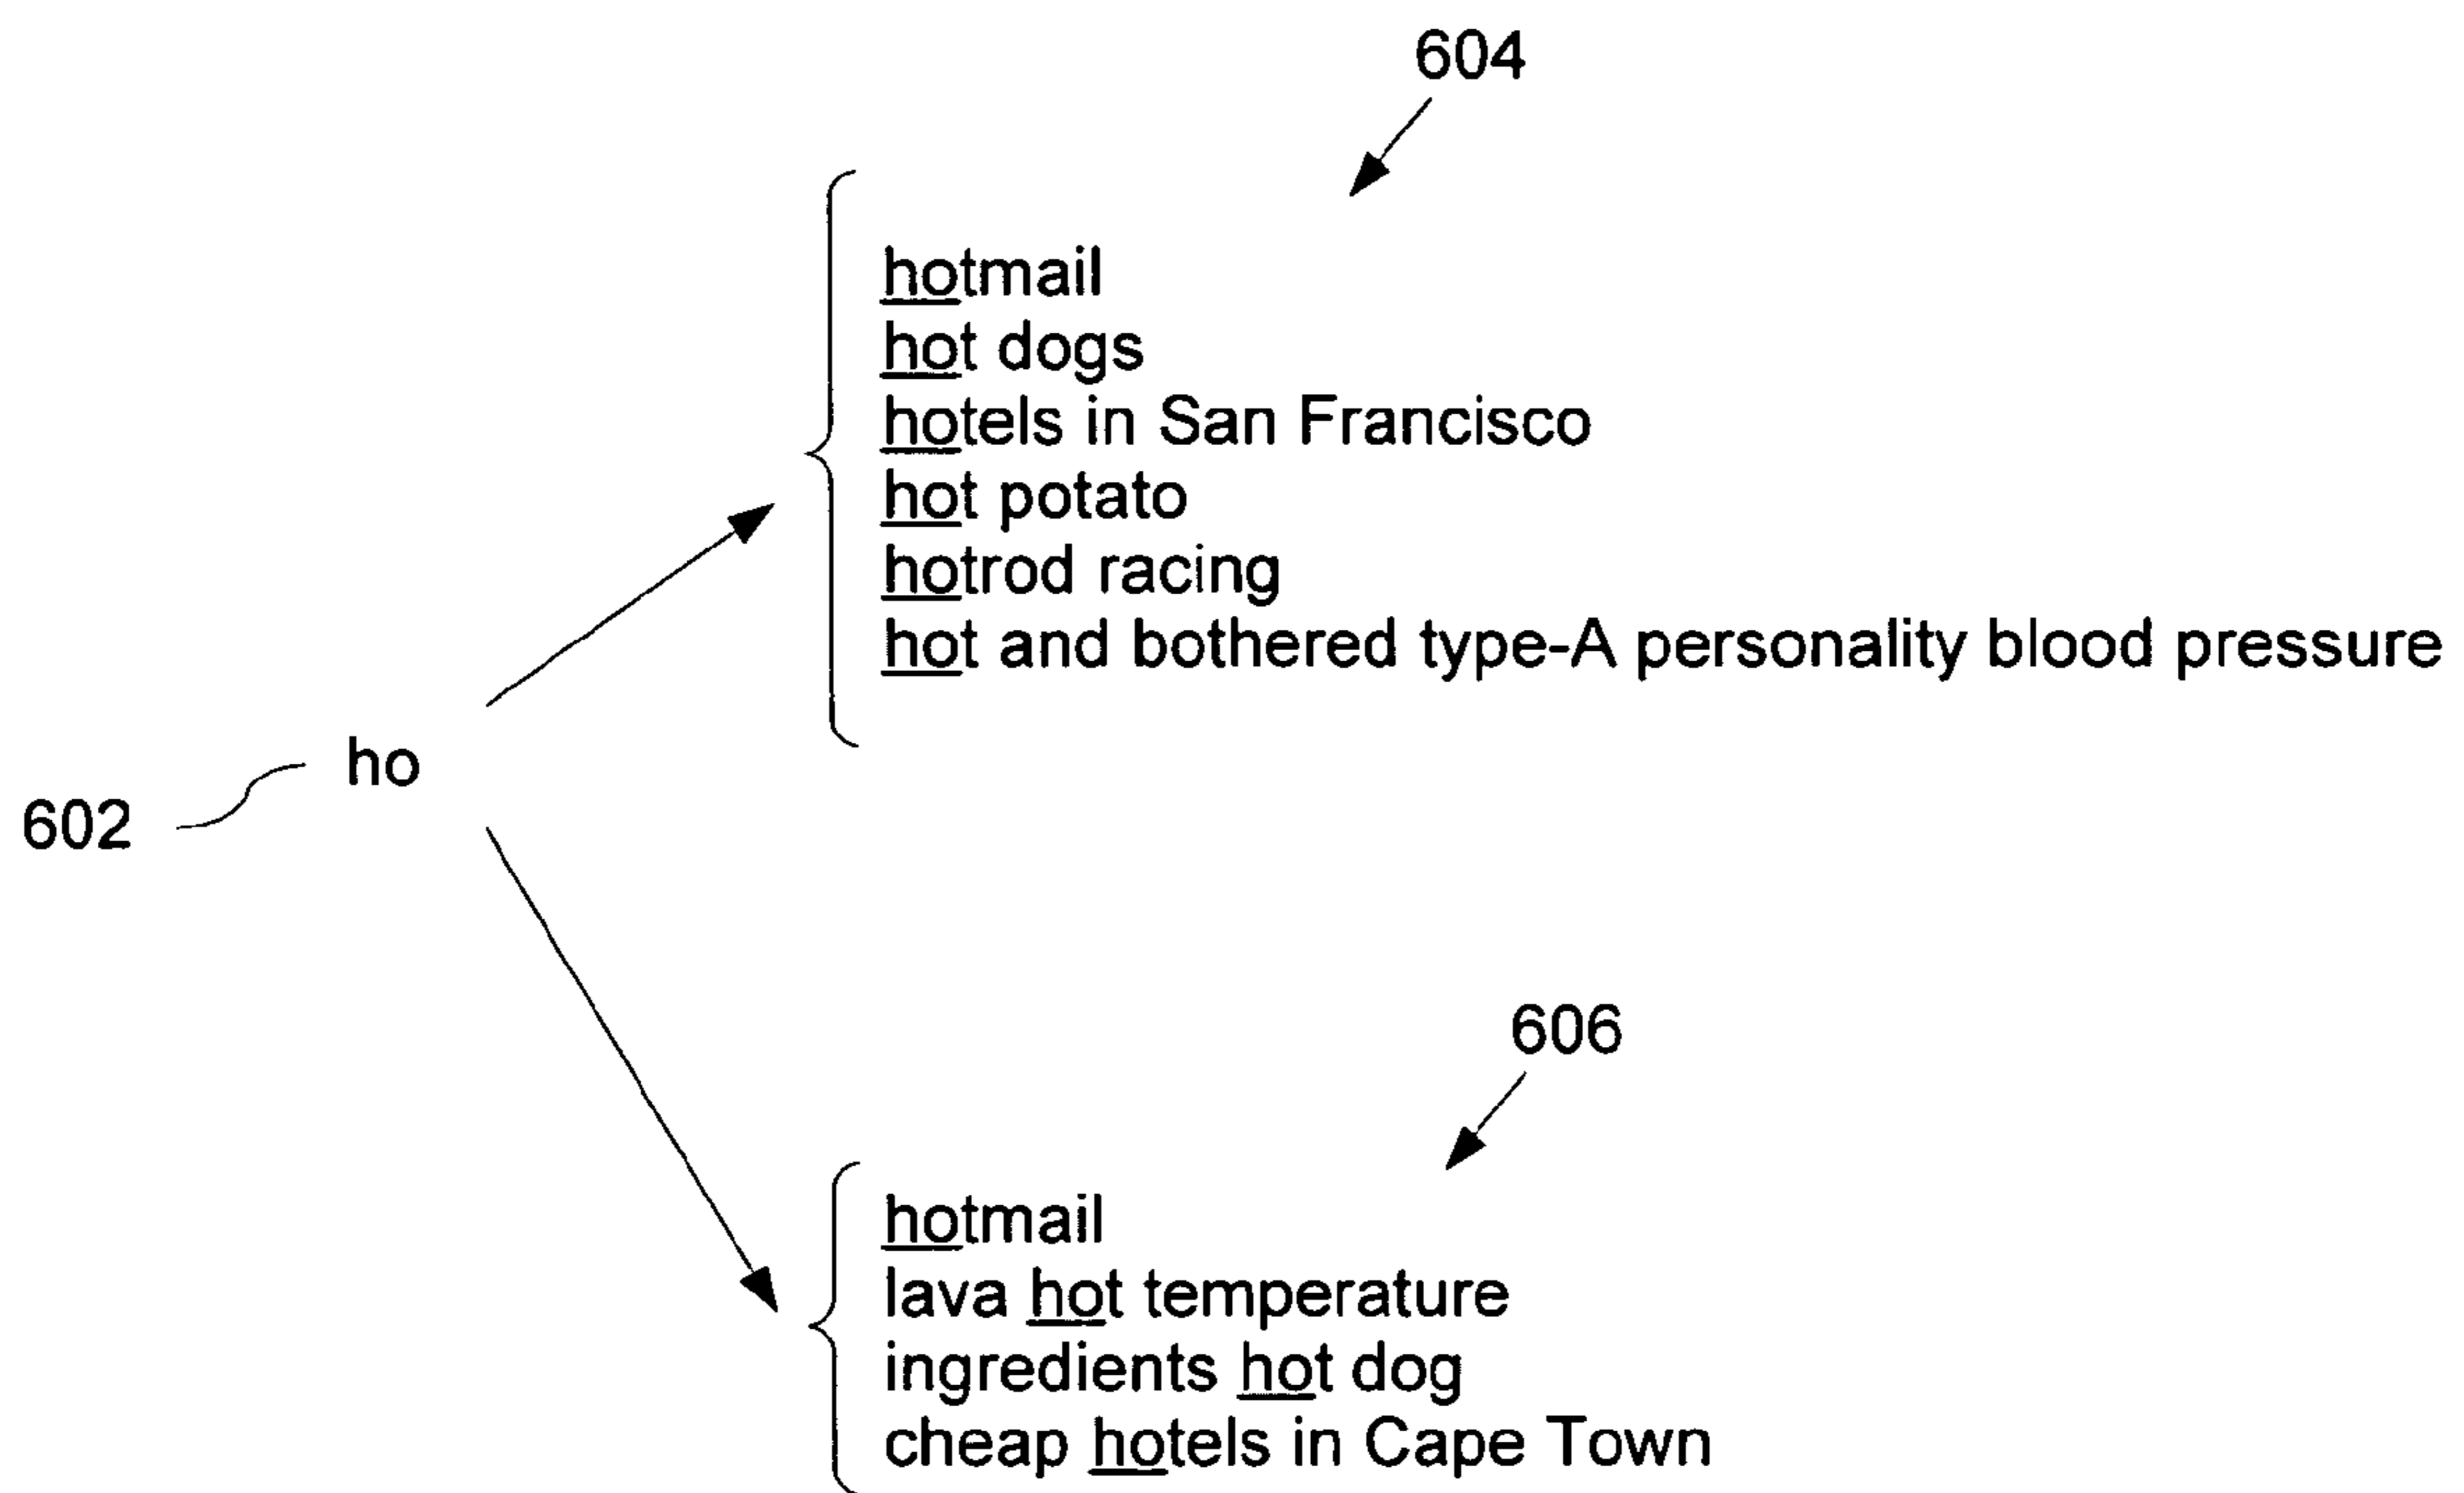 604
hotmail
hot dogs
hotels in San Francisco
hot potato
hotrod racing
hot and bothered type-A personality blood pressure
ho
602
606
hotmail
lava hot temperature
ingredients hot dog
cheap hotels in Cape Town